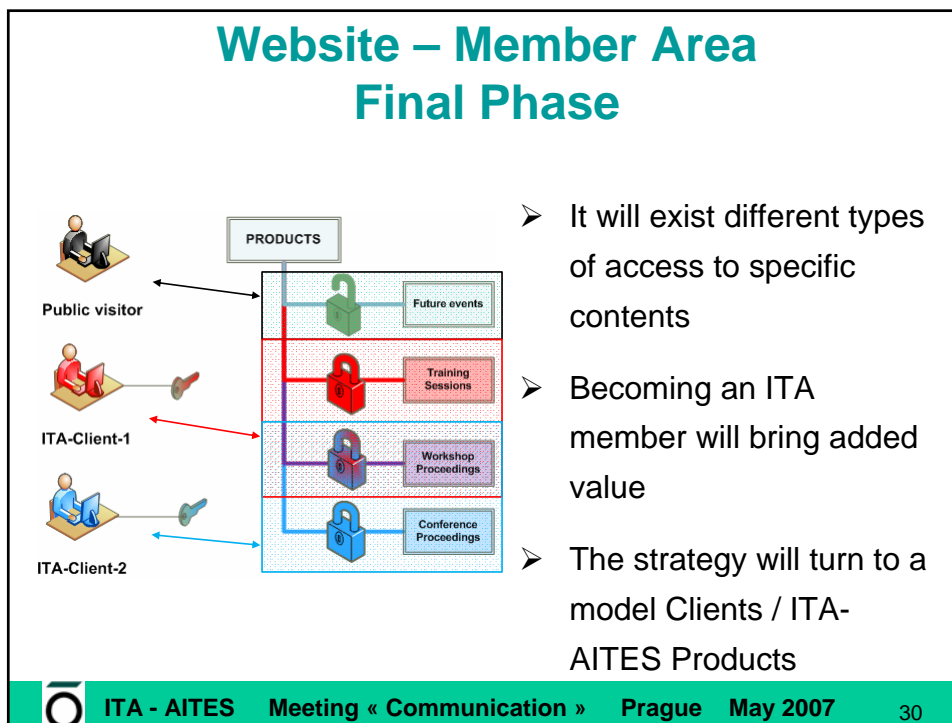 Website – Member Area
Final Phase
PRODUCTS
Public visitor
Future events
ITA-Client-1
Training
Sessions
Workshop
Proceedings
ITA-Client-2
Conference
Proceedings
➢ It will exist different types
of access to specific
contents
➢ Becoming an ITA
member will bring added
value
➢ The strategy will turn to a
model Clients / ITA-
AITES Products
ITA - AITES Meeting « Communication » Prague May 2007 30